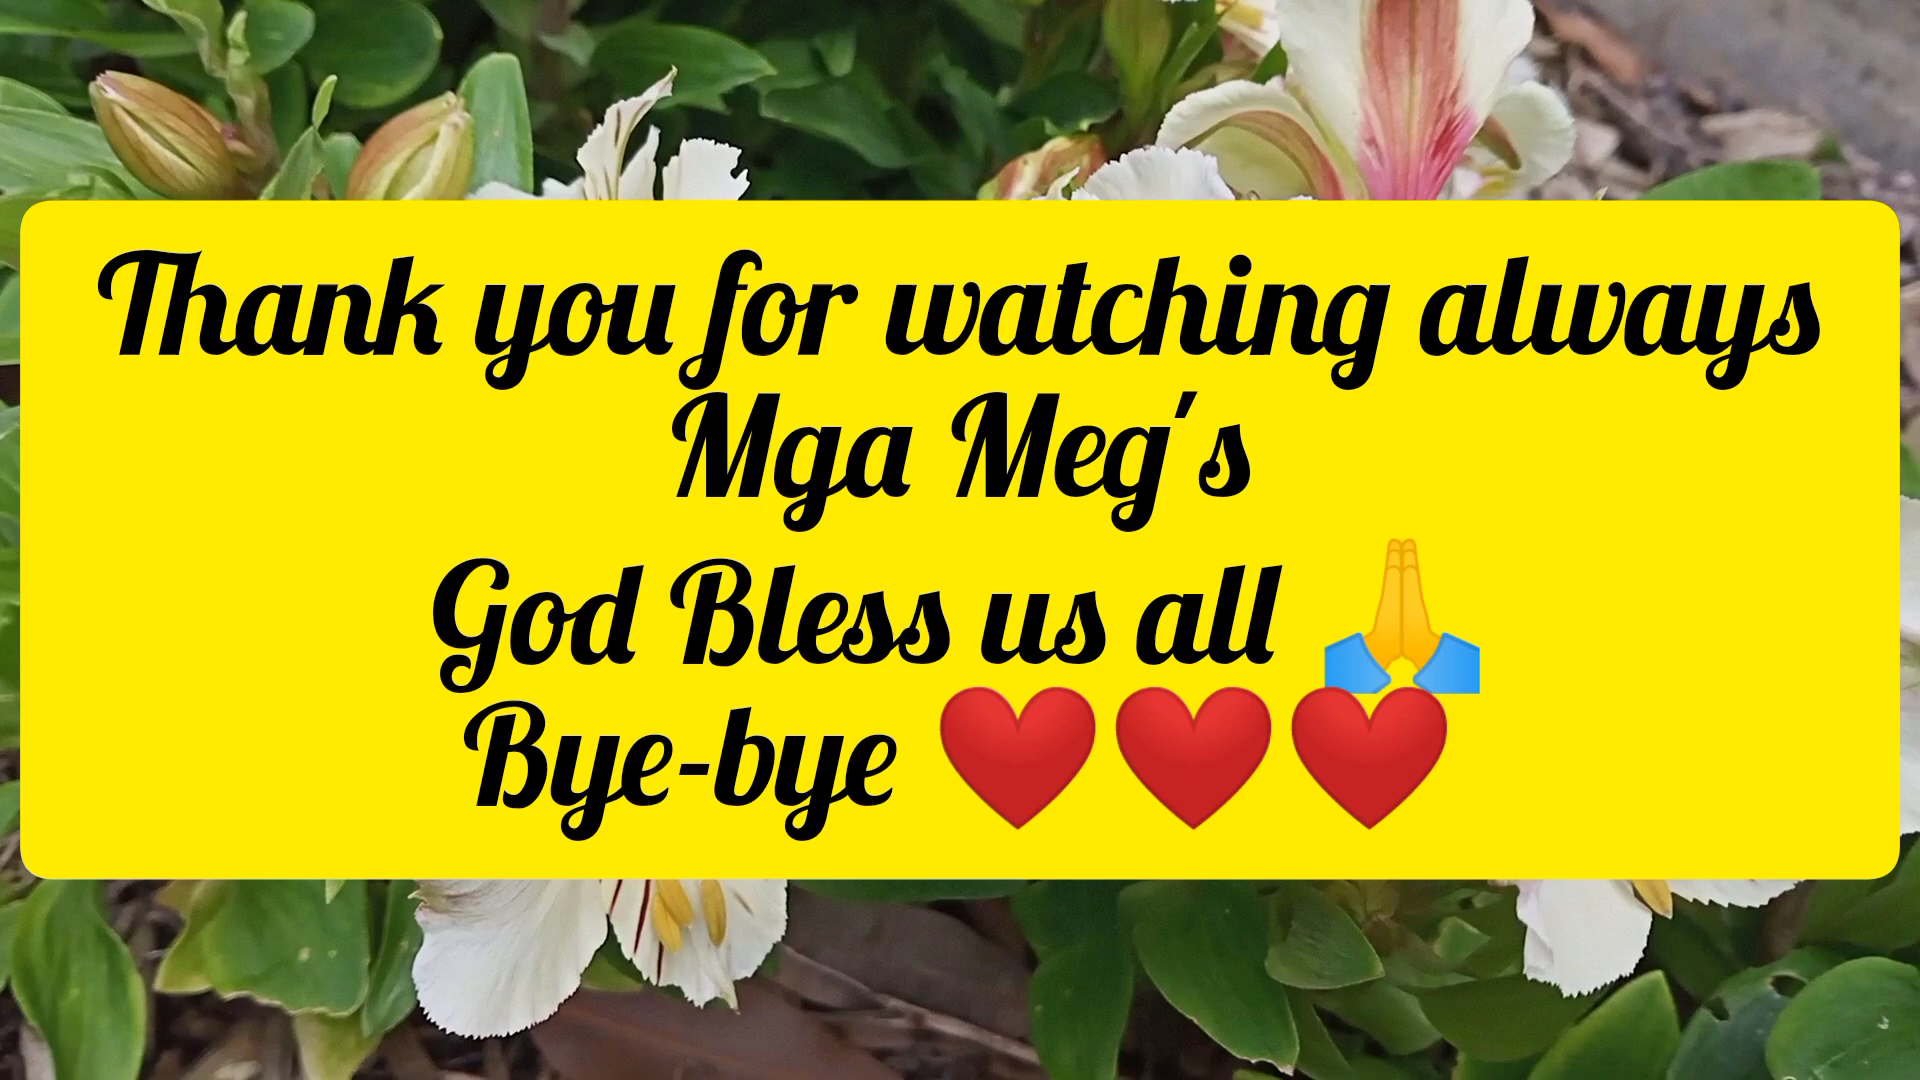 Thank you for watching always
Mga Meg's
God Bless us all 🙏
Bye-bye ❤️❤️❤️